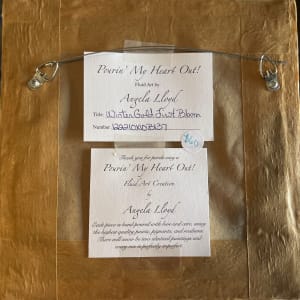 Pourin' My Heart Out!
Fluid Art by
Angela Lloyd
Title: Winter Gold First Bloom
Number
$60
Thank you for purchasing a
Pourin' My Heart Out!
Fluid Art Creation
by
Angela Lloyd
Each piece is hand poured with love and care, using
the highest quality paints, pigments, and mediums.
There will never be two identical paintings and
every one is perfectly imperfect.